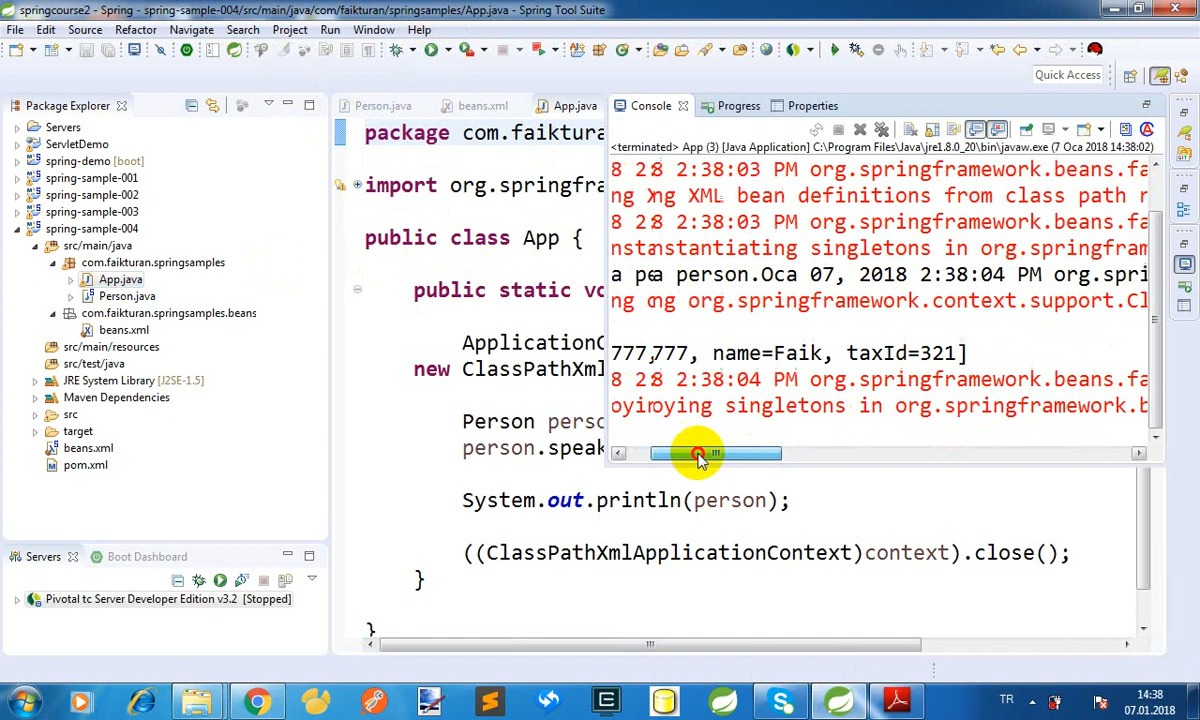 springcourse2 - Spring - spring-sample-004/src/main/java/com/faikturan/springsamples/App.java - Spring Tool Suite
File Edit Source Refactor Navigate Search Project Run Window Help
Quick Access
Package Explorer
Servers
ServletDemo
spring-demo [boot]
spring-sample-001
spring-sample-002
spring-sample-003
spring-sample-004
src/main/java
com.faikturan.springsamples
App.java
Person.java
com.faikturan.springsamples.beans
beans.xml
src/main/resources
src/test/java
JRE System Library [J2SE-1.5]
Maven Dependencies
src
target
beans.xml
pom.xml
Servers Boot Dashboard
Pivotal tc Server Developer Edition v3.2 [Stopped]
Person.java beans.xml App.java
package com.faiktura
import org.springfra
public class App {
public static vo
ApplicationC
new ClassPathXml
Person perso
person.speak
System.out.println(person);
((ClassPathXmlApplicationContext)context).close();
}
}
Console Progress Properties
<terminated> App (3) [Java Application] C:\Program Files\Java\jre1.8.0_20\bin\javaw.exe (7 Oca 2018 14:38:02)
2:38:03 PM org.springframework.beans.fa
ng XML bean definitions from class path r
2:38:03 PM org.springframework.beans.fa
nstantiating singletons in org.springfram
a person.Oca 07, 2018 2:38:04 PM org.spri
ng org.springframework.context.support.Cl
777, name=Faik, taxId=321]
2:38:04 PM org.springframework.beans.fa
oying singletons in org.springframework.b
TR
14:38
07.01.2018